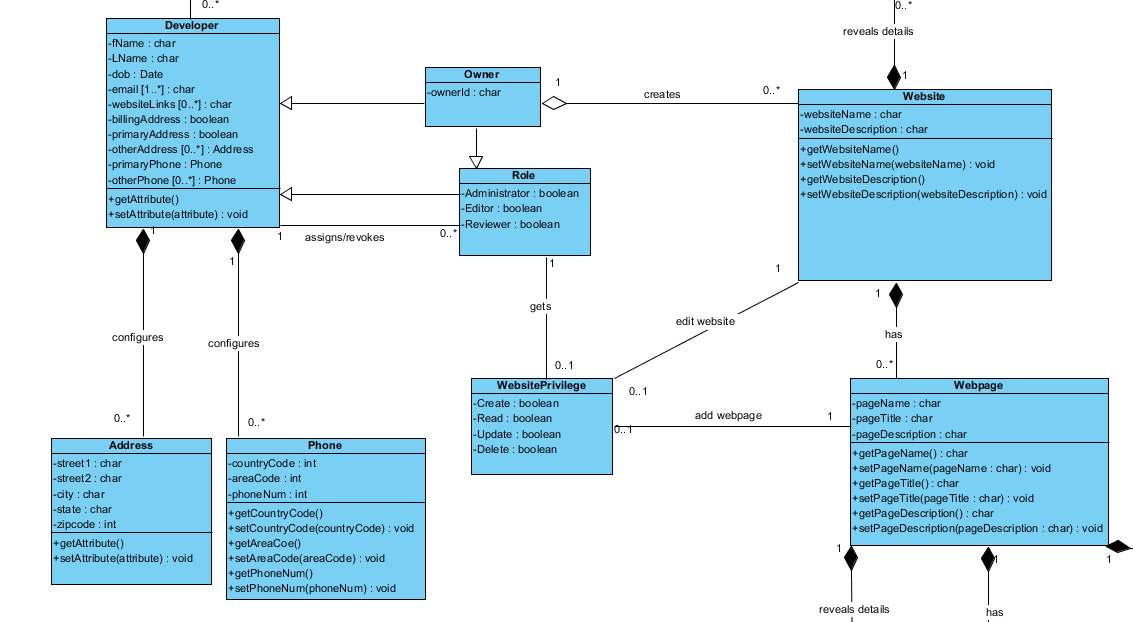 0..*
Developer
-fName : char
-LName : char
-dob : Date
-email [1..*] : char
-websiteLinks [0..*] : char
-billingAddress : boolean
-primaryAddress : boolean
-otherAddress [0..*] : Address
-primaryPhone : Phone
-otherPhone [0..*] : Phone
+getAttribute()
+setAttribute(attribute) : void
Owner
-ownerId : char
1
creates
0..*
0..*
reveals details
1
Website
-websiteName : char
-websiteDescription : char
+getWebsiteName()
+setWebsiteName(websiteName) : void
+getWebsiteDescription()
+setWebsiteDescription(websiteDescription) : void
Role
-Administrator : boolean
-Editor : boolean
-Reviewer : boolean
1
assigns/revokes
0..*
1
configures
0..*
1
configures
0..*
1
gets
0..1
1
edit website
0..1
1
has
0..*
WebsitePrivilege
-Create : boolean
-Read : boolean
-Update : boolean
-Delete : boolean
0..1
add webpage
1
Webpage
-pageName : char
-pageTitle : char
-pageDescription : char
+getPageName() : char
+setPageName(pageName : char) : void
+getPageTitle() : char
+setPageTitle(pageTitle : char) : void
+getPageDescription() : char
+setPageDescription(pageDescription : char) : void
Address
-street1 : char
-street2 : char
-city : char
-state : char
-zipcode : int
+getAttribute()
+setAttribute(attribute) : void
Phone
-countryCode : int
-areaCode : int
-phoneNum : int
+getCountryCode()
+setCountryCode(countryCode) : void
+getAreaCoe()
+setAreaCode(areaCode) : void
+getPhoneNum()
+setPhoneNum(phoneNum) : void
1
reveals details
1
has
1